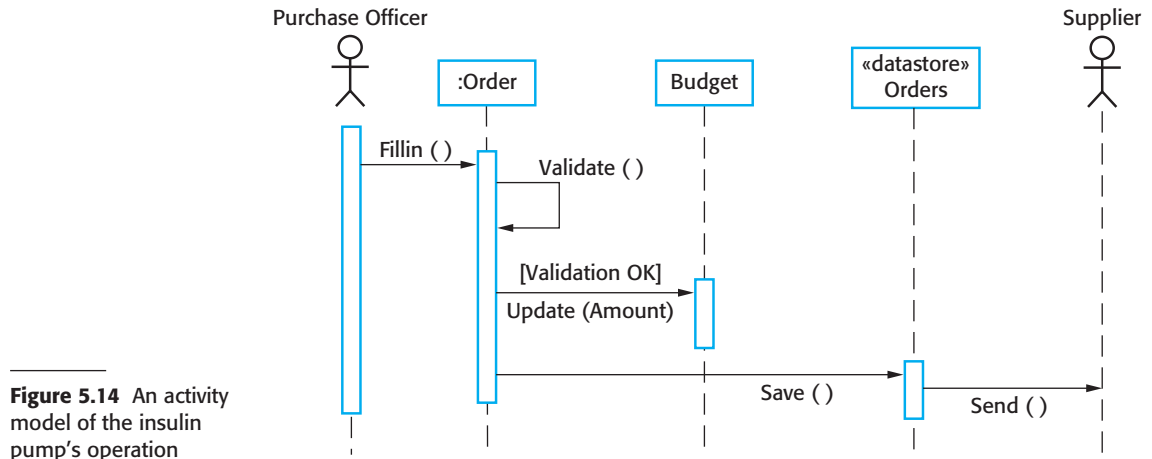 Purchase Officer
Supplier
:Order
Budget
«datastore»
Orders
Fillin ( )
Validate ( )
[Validation OK]
Update (Amount)
Save ( )
Send ( )
Figure 5.14 An activity
model of the insulin
pump's operation